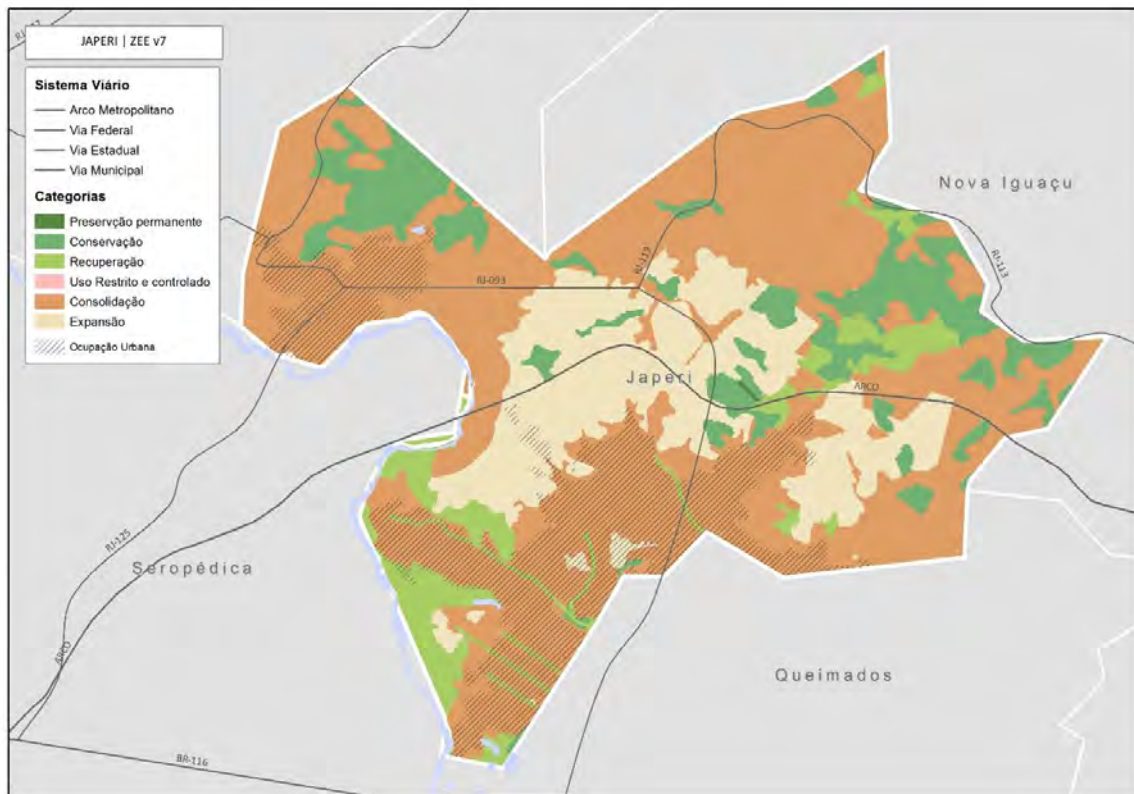 JAPERI | ZEE v7
Sistema Viário
Arco Metropolitano
Via Federal
Via Estadual
Via Municipal
Categorias
Preservção permanente
Conservação
Recuperação
Uso Restrito e controlado
Consolidação
Expansão
Ocupação Urbana
Nova Iguaçu
RJ-119
RJ-113
RJ-093
Japeri
ARCO
RJ-125
Seropédica
ARCO
Queimados
BR-116